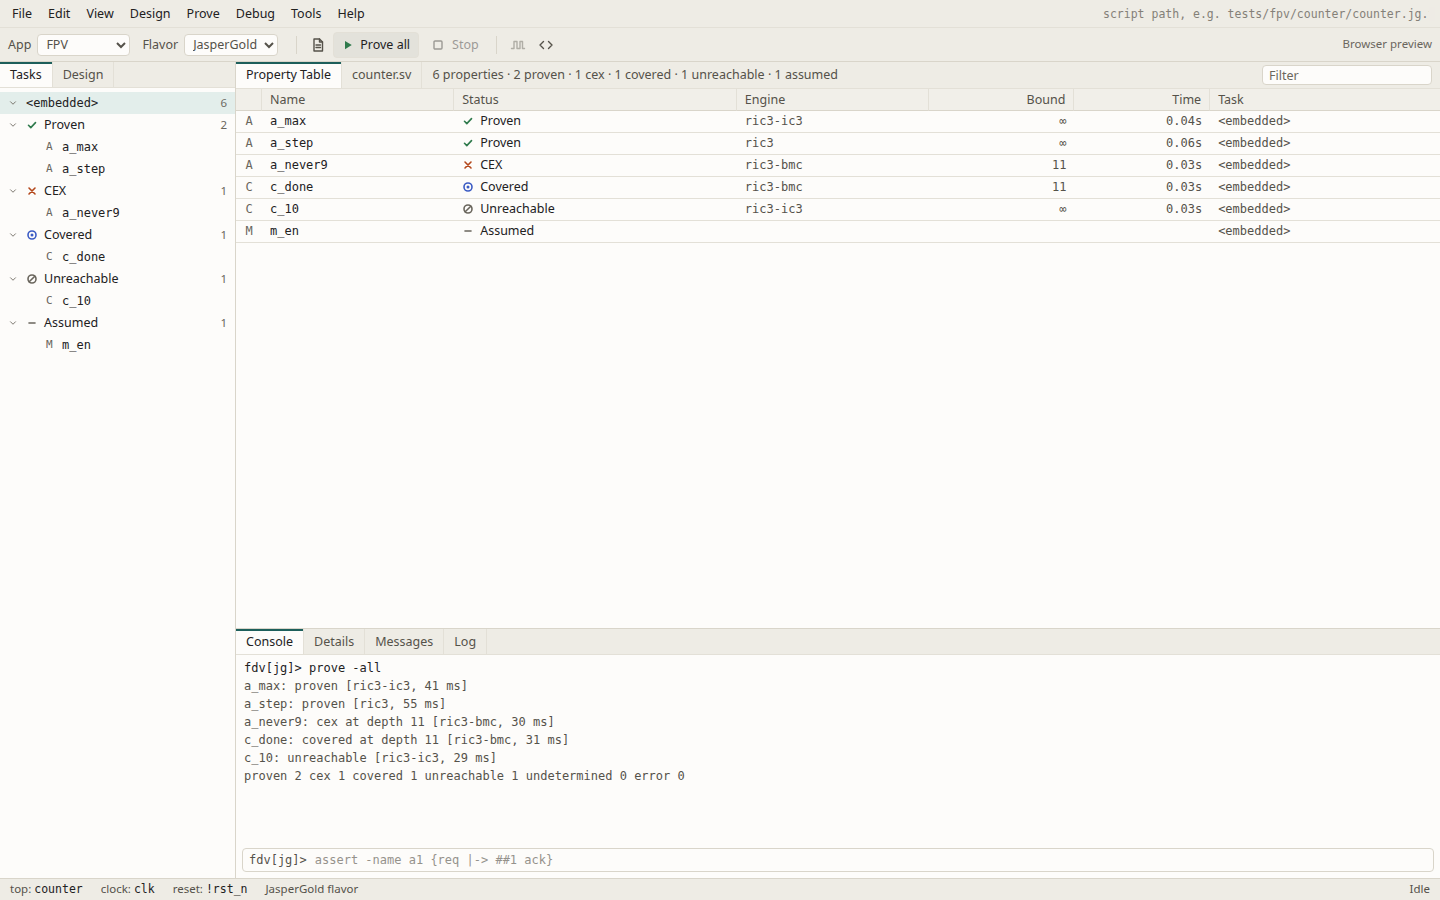 File Edit View Design Prove Debug Tools Help
script path, e.g. tests/fpv/counter/counter.jg.
App FPV Flavor JasperGold Prove all Stop Browser preview
Tasks Design
Property Table counter.sv 6 properties · 2 proven · 1 cex · 1 covered · 1 unreachable · 1 assumed Filter
<embedded> 6
Proven 2
A a_max
A a_step
CEX 1
A a_never9
Covered 1
C c_done
Unreachable 1
C c_10
Assumed 1
M m_en
Name Status Engine Bound Time Task
A a_max Proven ric3-ic3 ∞ 0.04s <embedded>
A a_step Proven ric3 ∞ 0.06s <embedded>
A a_never9 CEX ric3-bmc 11 0.03s <embedded>
C c_done Covered ric3-bmc 11 0.03s <embedded>
C c_10 Unreachable ric3-ic3 ∞ 0.03s <embedded>
M m_en Assumed <embedded>
Console Details Messages Log
fdv[jg]> prove -all
a_max: proven [ric3-ic3, 41 ms]
a_step: proven [ric3, 55 ms]
a_never9: cex at depth 11 [ric3-bmc, 30 ms]
c_done: covered at depth 11 [ric3-bmc, 31 ms]
c_10: unreachable [ric3-ic3, 29 ms]
proven 2 cex 1 covered 1 unreachable 1 undetermined 0 error 0
fdv[jg]> assert -name a1 {req |-> ##1 ack}
top: counter clock: clk reset: !rst_n JasperGold flavor Idle